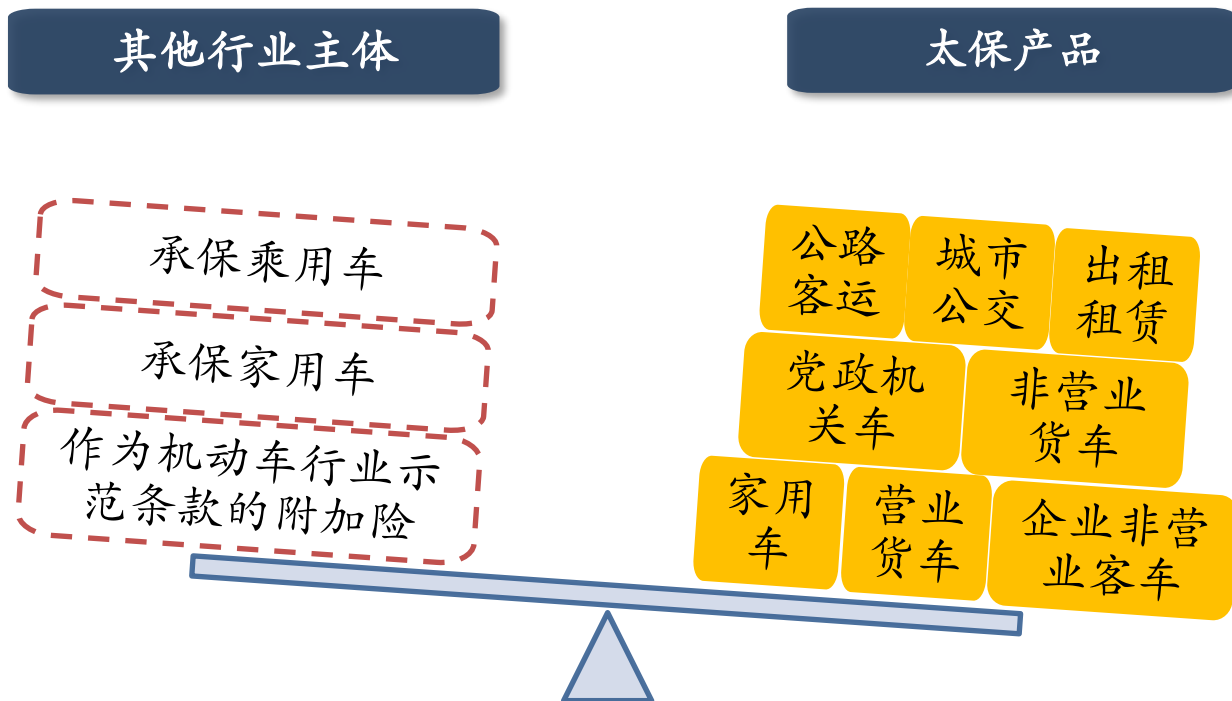 其他行业主体
太保产品
承保乘用车
承保家用车
作为机动车行业示
范条款的附加险
公路
客运
城市
公交
出租
租赁
党政机
关车
非营业
货车
家用
车
营业
货车
企业非营
业客车